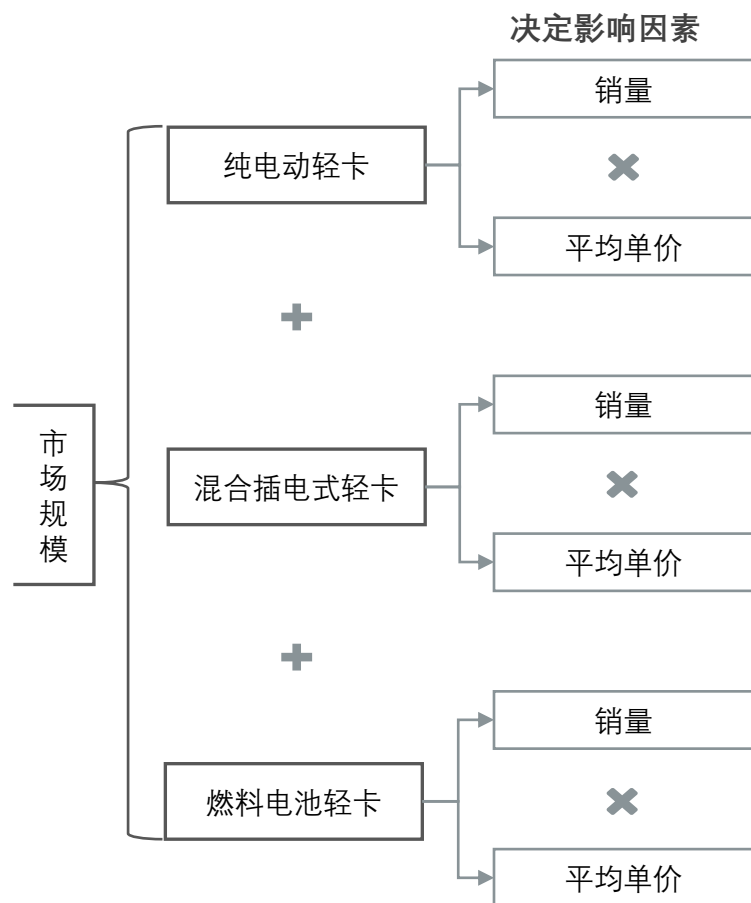 决定影响因素
销量
纯电动轻卡
平均单价
市场规模
销量
混合插电式轻卡
平均单价
销量
燃料电池轻卡
平均单价